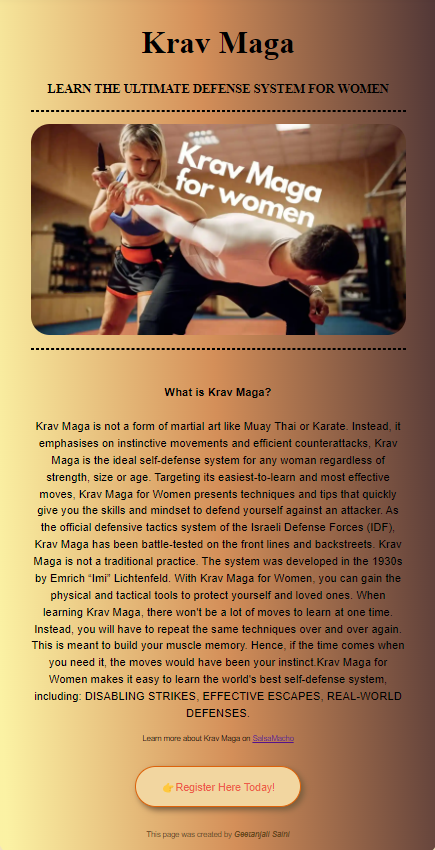 Krav Maga
LEARN THE ULTIMATE DEFENSE SYSTEM FOR WOMEN
Krav Maga
for women
What is Krav Maga?
Krav Maga is not a form of martial art like Muay Thai or Karate. Instead, it
emphasises on instinctive movements and efficient counterattacks, Krav
Maga is the ideal self-defense system for any woman regardless of
strength, size or age. Targeting its easiest-to-learn and most effective
moves, Krav Maga for Women presents techniques and tips that quickly
give you the skills and mindset to defend yourself against an attacker. As
the official defensive tactics system of the Israeli Defense Forces (IDF),
Krav Maga has been battle-tested on the front lines and backstreets. Krav
Maga is not a traditional practice. The system was developed in the 1930s
by Emrich “Imi” Lichtenfeld. With Krav Maga for Women, you can gain the
physical and tactical tools to protect yourself and loved ones. When
learning Krav Maga, there won't be a lot of moves to learn at one time.
Instead, you will have to repeat the same techniques over and over again.
This is meant to build your muscle memory. Hence, if the time comes when
you need it, the moves would have been your instinct.Krav Maga for
Women makes it easy to learn the world's best self-defense system,
including: DISABLING STRIKES, EFFECTIVE ESCAPES, REAL-WORLD
DEFENSES.
Learn more about Krav Maga on SalsaMacho
👉Register Here Today!
This page was created by Geetanjali Saini